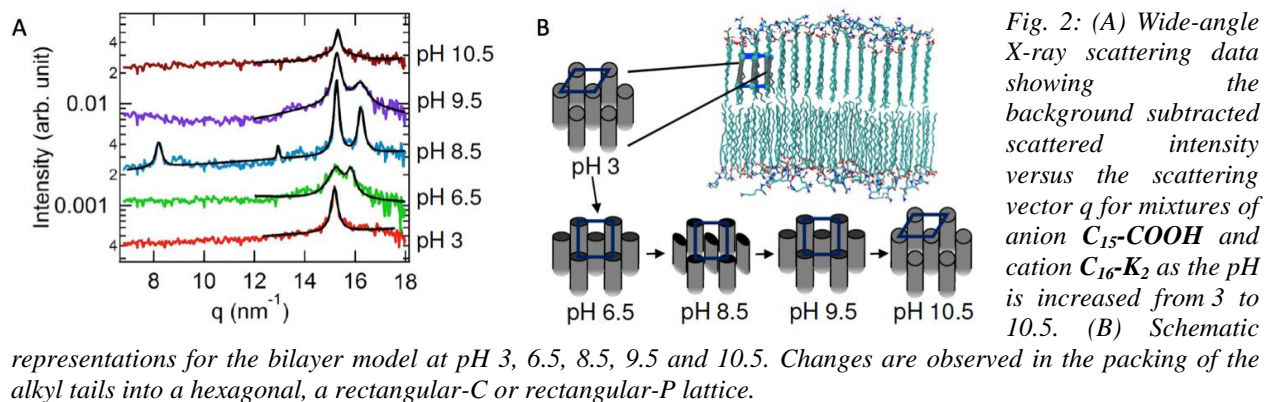 A
Intensity (arb. unit)
4
2
0.01
4
2
0.001
4
8
10
12
14
16
18
q (nm⁻¹)
pH 10.5
pH 9.5
pH 8.5
pH 6.5
pH 3
B
pH 3
pH 6.5
pH 8.5
pH 9.5
pH 10.5
Fig. 2: (A) Wide-angle
X-ray scattering data
showing the
background subtracted
scattered intensity
versus the scattering
vector q for mixtures of
anion C₁₅-COOH and
cation C₁₆-K₂ as the pH
is increased from 3 to
10.5. (B) Schematic
representations for the bilayer model at pH 3, 6.5, 8.5, 9.5 and 10.5. Changes are observed in the packing of the
alkyl tails into a hexagonal, a rectangular-C or rectangular-P lattice.